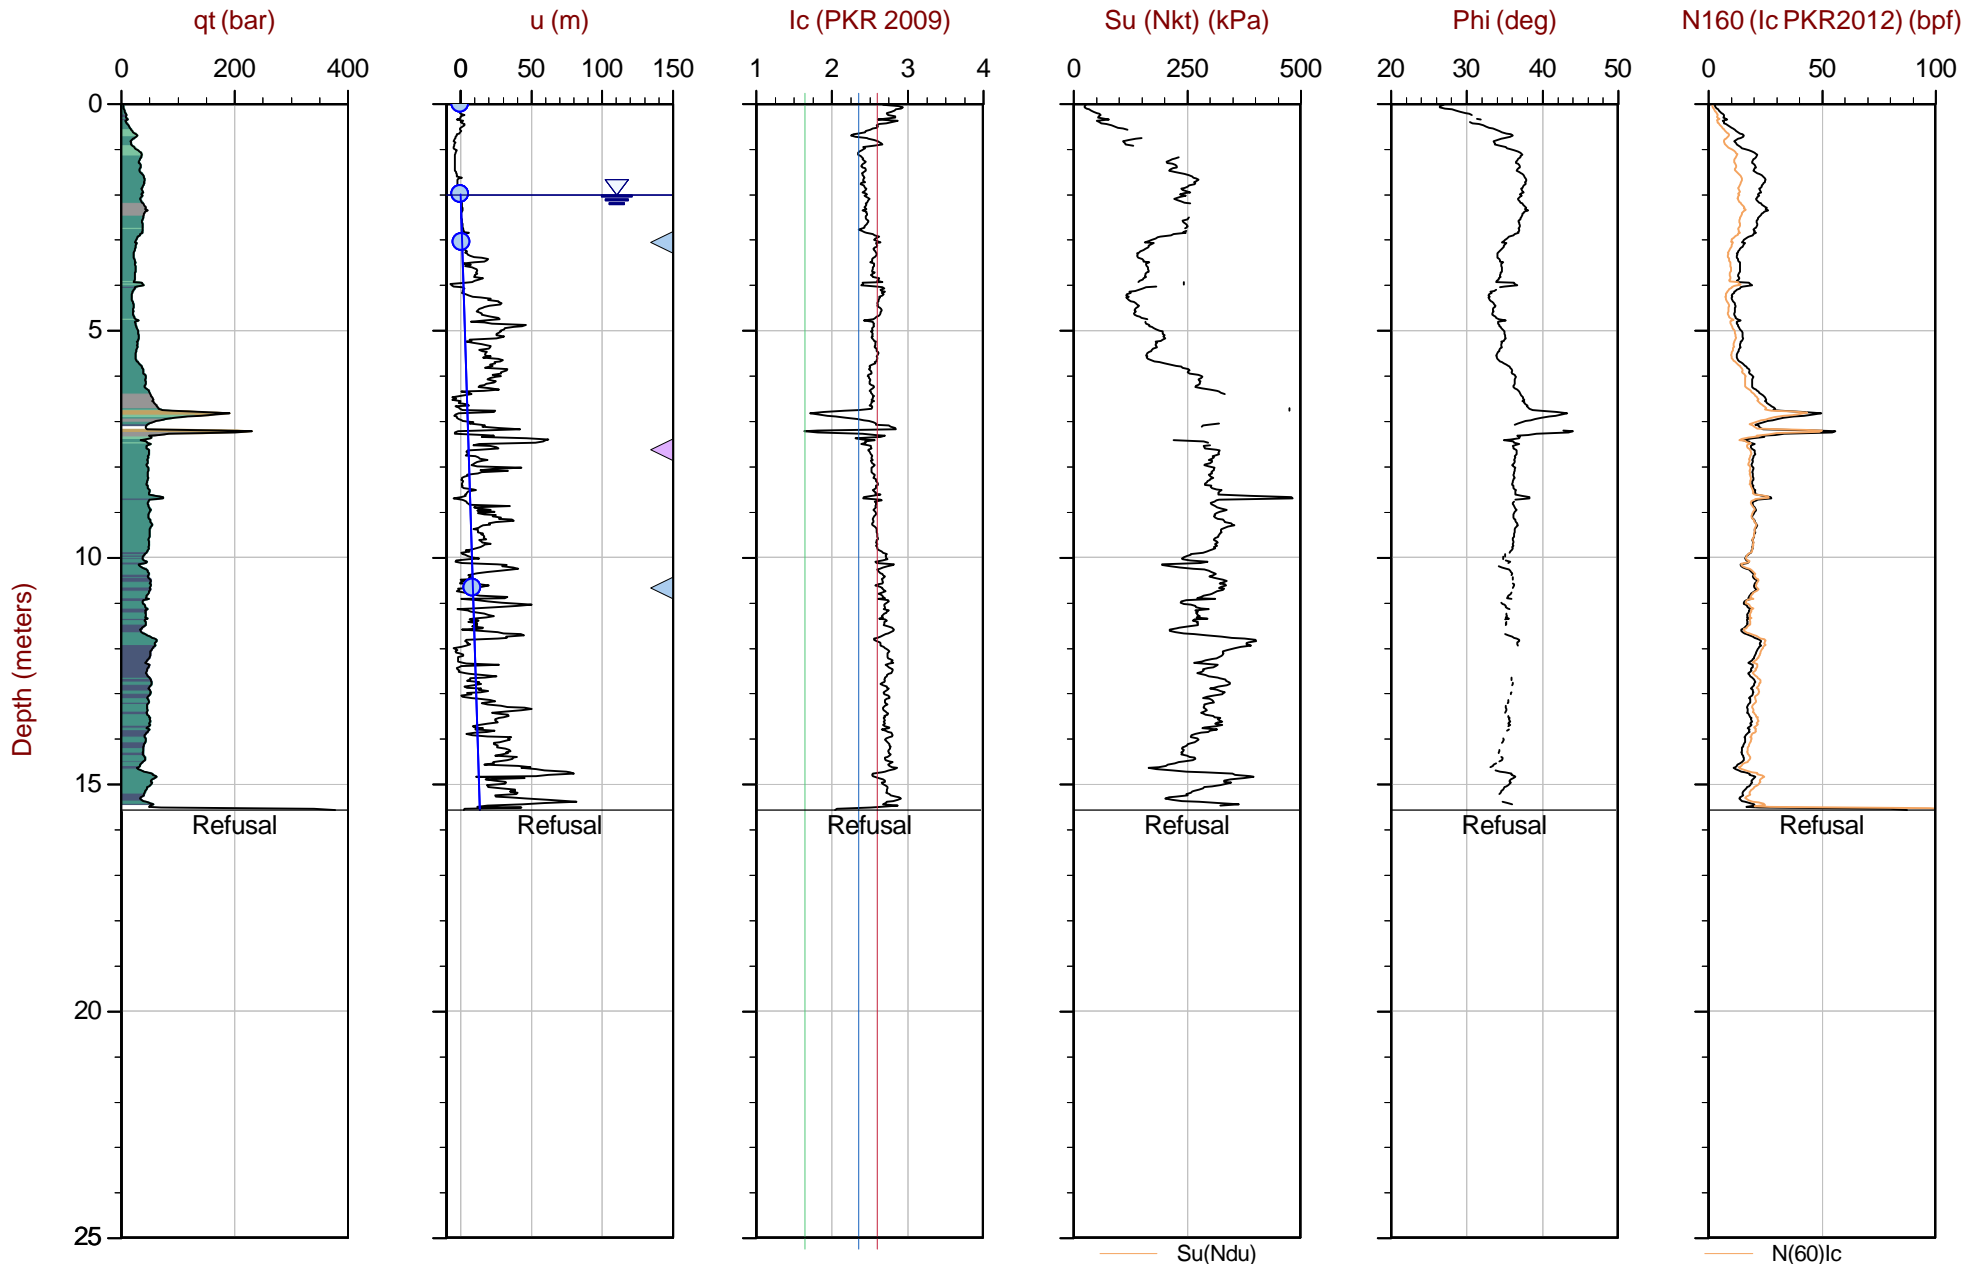 qt (bar) u (m) Ic (PKR 2009) Su (Nkt) (kPa) Phi (deg) N160 (Ic PKR2012) (bpf)
0 200 400 0 50 100 150 1 2 3 4 0 250 500 20 30 40 50 0 50 100
0
5
10
15
20
25
Depth (meters)
Refusal Refusal Refusal Refusal Refusal Refusal
Su(Ndu) N(60)Ic